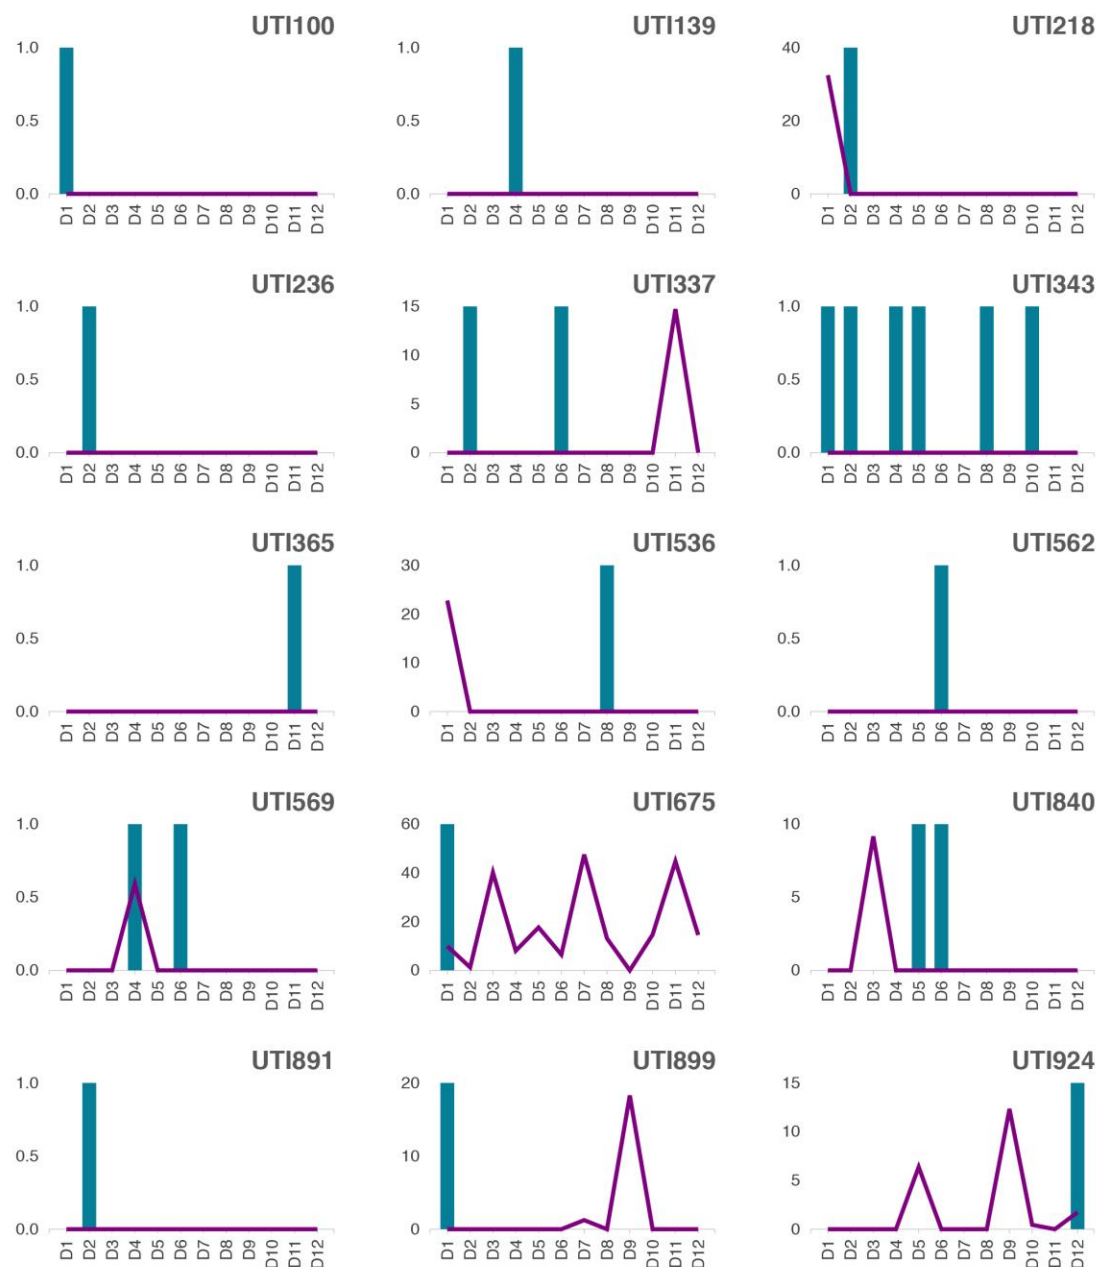 UTI100 UTI139 UTI218
1.0 1.0 40
0.5 0.5 20
0.0 0.0 0
D1 D2 D3 D4 D5 D6 D7 D8 D9 D10 D11 D12 D1 D2 D3 D4 D5 D6 D7 D8 D9 D10 D11 D12 D1 D2 D3 D4 D5 D6 D7 D8 D9 D10 D11 D12
UTI236 UTI337 UTI343
1.0 15 1.0
10
0.5 0.5
5
0.0 0 0.0
D1 D2 D3 D4 D5 D6 D7 D8 D9 D10 D11 D12 D1 D2 D3 D4 D5 D6 D7 D8 D9 D10 D11 D12 D1 D2 D3 D4 D5 D6 D7 D8 D9 D10 D11 D12
UTI365 UTI536 UTI562
1.0 30 1.0
20
0.5 0.5
10
0.0 0 0.0
D1 D2 D3 D4 D5 D6 D7 D8 D9 D10 D11 D12 D1 D2 D3 D4 D5 D6 D7 D8 D9 D10 D11 D12 D1 D2 D3 D4 D5 D6 D7 D8 D9 D10 D11 D12
UTI569 UTI675 UTI840
1.0 60 10
40
0.5 5
20
0.0 0 0
D1 D2 D3 D4 D5 D6 D7 D8 D9 D10 D11 D12 D1 D2 D3 D4 D5 D6 D7 D8 D9 D10 D11 D12 D1 D2 D3 D4 D5 D6 D7 D8 D9 D10 D11 D12
UTI891 UTI899 UTI924
1.0 20 15
10
0.5 10
5
0.0 0 0
D1 D2 D3 D4 D5 D6 D7 D8 D9 D10 D11 D12 D1 D2 D3 D4 D5 D6 D7 D8 D9 D10 D11 D12 D1 D2 D3 D4 D5 D6 D7 D8 D9 D10 D11 D12